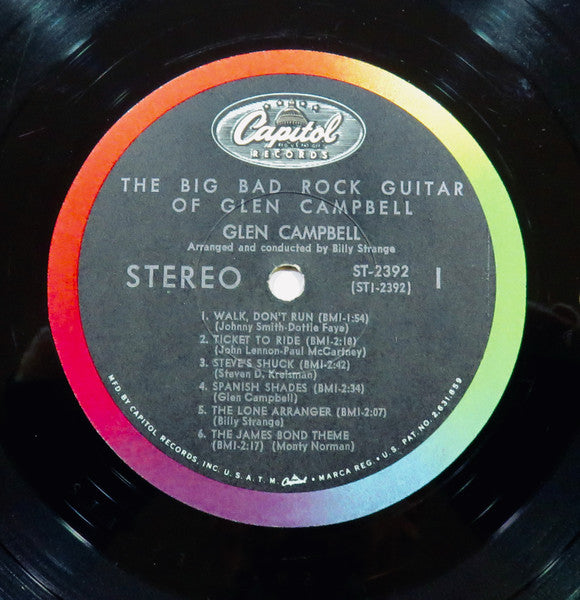 Capitol
RECORDS
THE BIG BAD ROCK GUITAR
OF GLEN CAMPBELL
GLEN CAMPBELL
Arranged and conducted by Billy Strange
STEREO
ST-2392
(ST1-2392)
1
1. WALK, DON'T RUN (BMI-1:54)
(Johnny Smith-Dottie Faye)
2. TICKET TO RIDE (BMI-2:18)
(John Lennon-Paul McCartney)
3. STEVE'S SHUCK (BMI-2:42)
(Steven D. Kreisman)
4. SPANISH SHADES (BMI-2:34)
(Glen Campbell)
5. THE LONE ARRANGER (BMI-2:07)
(Billy Strange)
6. THE JAMES BOND THEME
(BMI-2:17) (Monty Norman)
MFD. BY CAPITOL RECORDS, INC. U.S.A. T.M. Capitol MARCA REG. • U.S. PAT. NO. 2,631,859